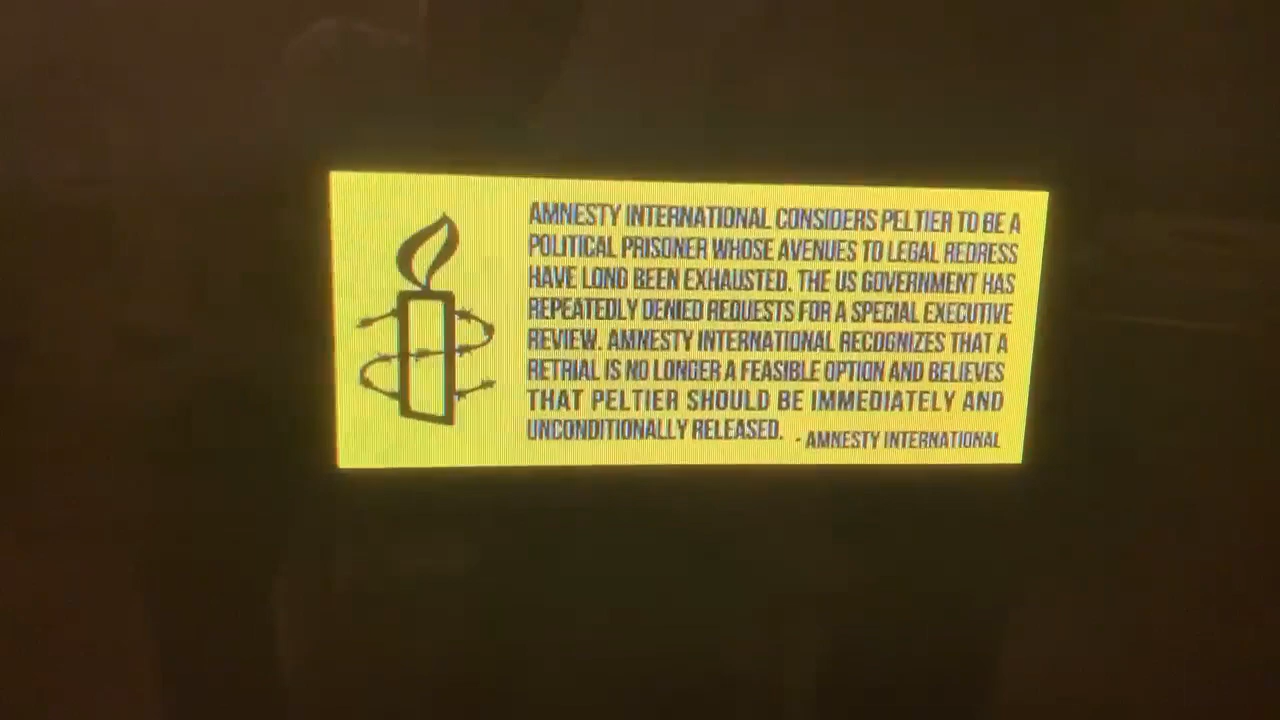 AMNESTY INTERNATIONAL CONSIDERS PELTIER TO BE A
POLITICAL PRISONER WHOSE AVENUES TO LEGAL REDRESS
HAVE LONG BEEN EXHAUSTED. THE US GOVERNMENT HAS
REPEATEDLY DENIED REQUESTS FOR A SPECIAL EXECUTIVE
REVIEW. AMNESTY INTERNATIONAL RECOGNIZES THAT A
RETRIAL IS NO LONGER A FEASIBLE OPTION AND BELIEVES
THAT PELTIER SHOULD BE IMMEDIATELY AND
UNCONDITIONALLY RELEASED. - AMNESTY INTERNATIONAL